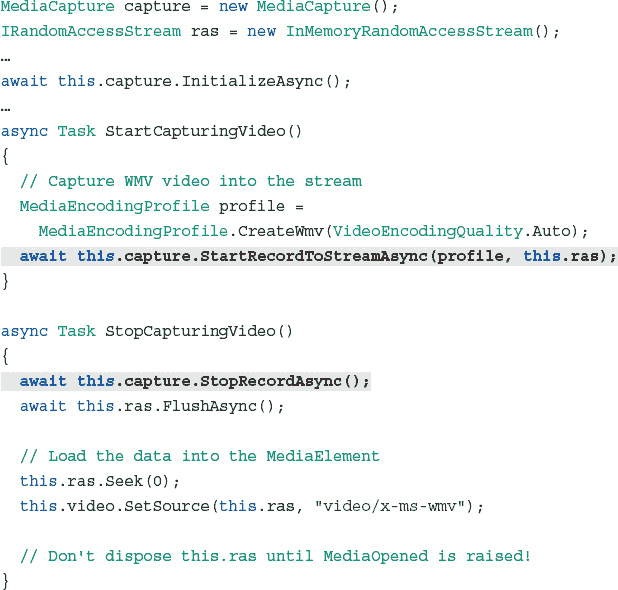 MediaCapture capture = new MediaCapture();
IRandomAccessStream ras = new InMemoryRandomAccessStream();
…
await this.capture.InitializeAsync();
…
async Task StartCapturingVideo()
{
  // Capture WMV video into the stream
  MediaEncodingProfile profile =
    MediaEncodingProfile.CreateWmv(VideoEncodingQuality.Auto);
  await this.capture.StartRecordToStreamAsync(profile, this.ras);
}

async Task StopCapturingVideo()
{
  await this.capture.StopRecordAsync();
  await this.ras.FlushAsync();

  // Load the data into the MediaElement
  this.ras.Seek(0);
  this.video.SetSource(this.ras, "video/x-ms-wmv");

  // Don't dispose this.ras until MediaOpened is raised!
}